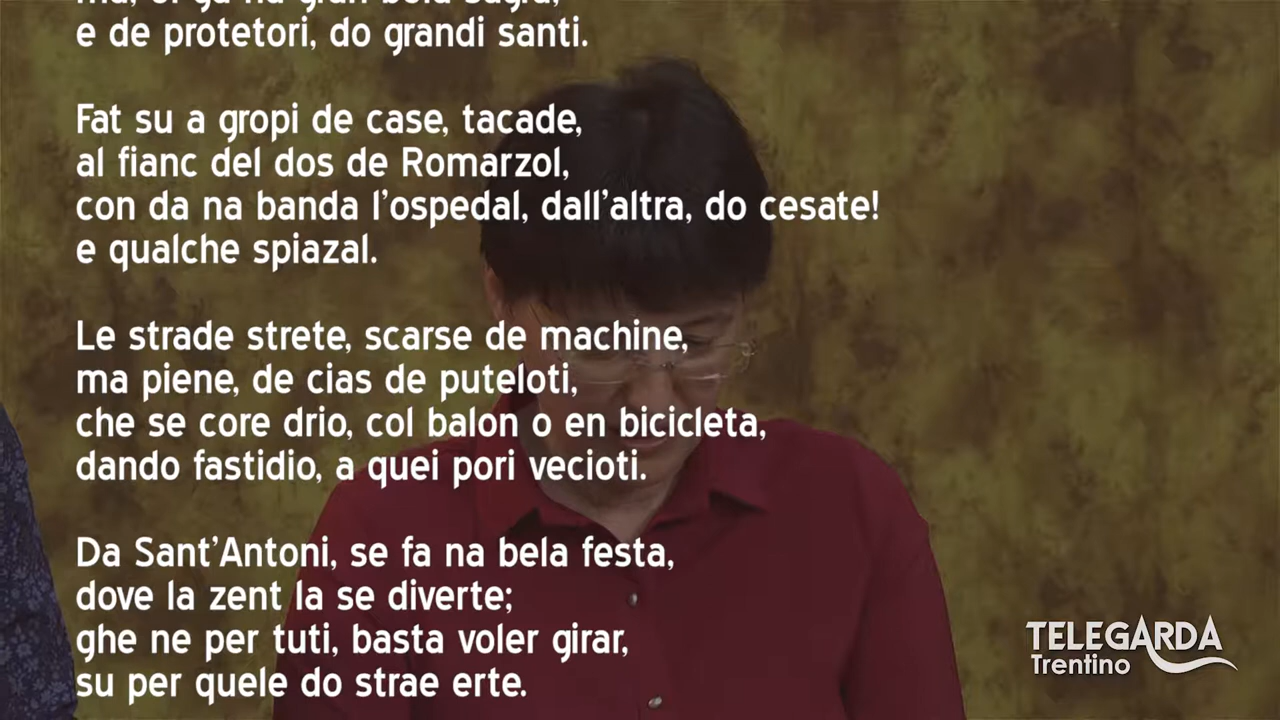 e de protetori, do grandi santi.
Fat su a gropi de case, tacade,
al fianc del dos de Romarzol,
con da na banda l'ospedal, dall'altra, do cesate!
e qualche spiazal.
Le strade strete, scarse de machine,
ma piene, de cias de puteloti,
che se core drio, col balon o en bicicleta,
dando fastidio, a quei pori vecioti.
Da Sant'Antoni, se fa na bela festa,
dove la zent la se diverte;
ghe ne per tuti, basta voler girar,
su per quele do strae erte.
TELEGARDA
Trentino